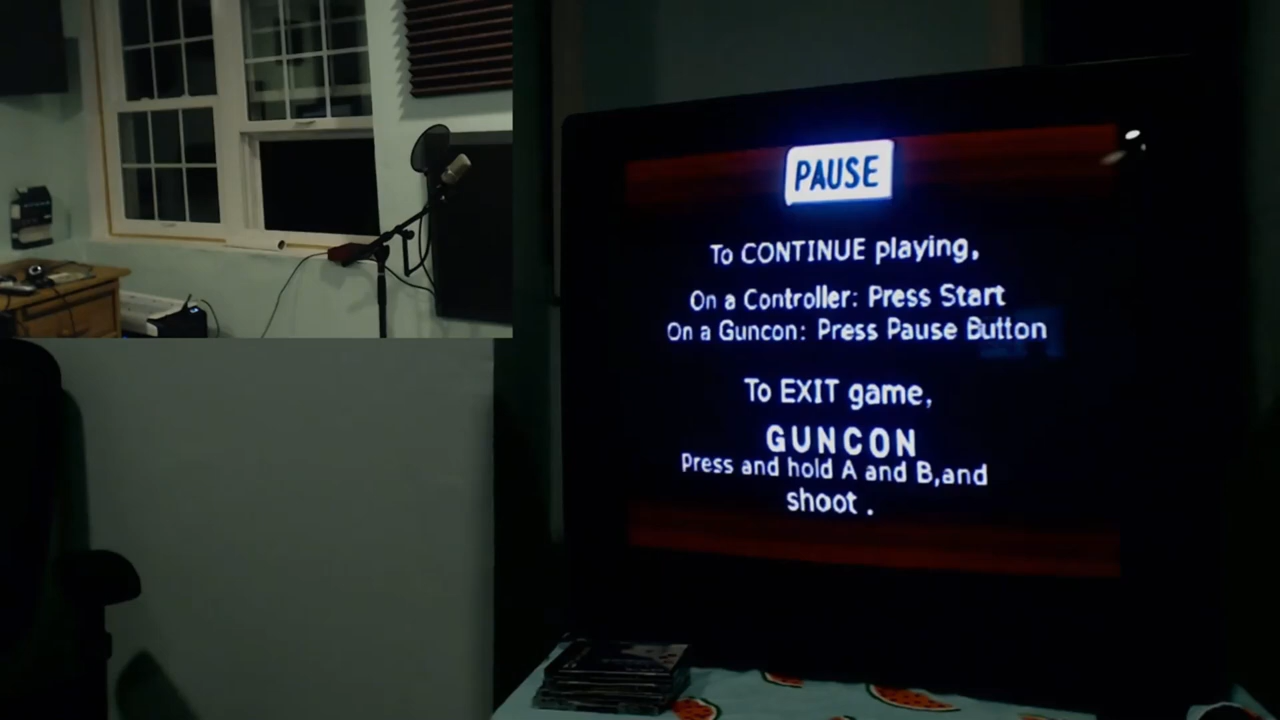 PAUSE
To CONTINUE playing,
On a Controller: Press Start
On a Guncon: Press Pause Button
To EXIT game,
GUNCON
Press and hold A and B,and
shoot .